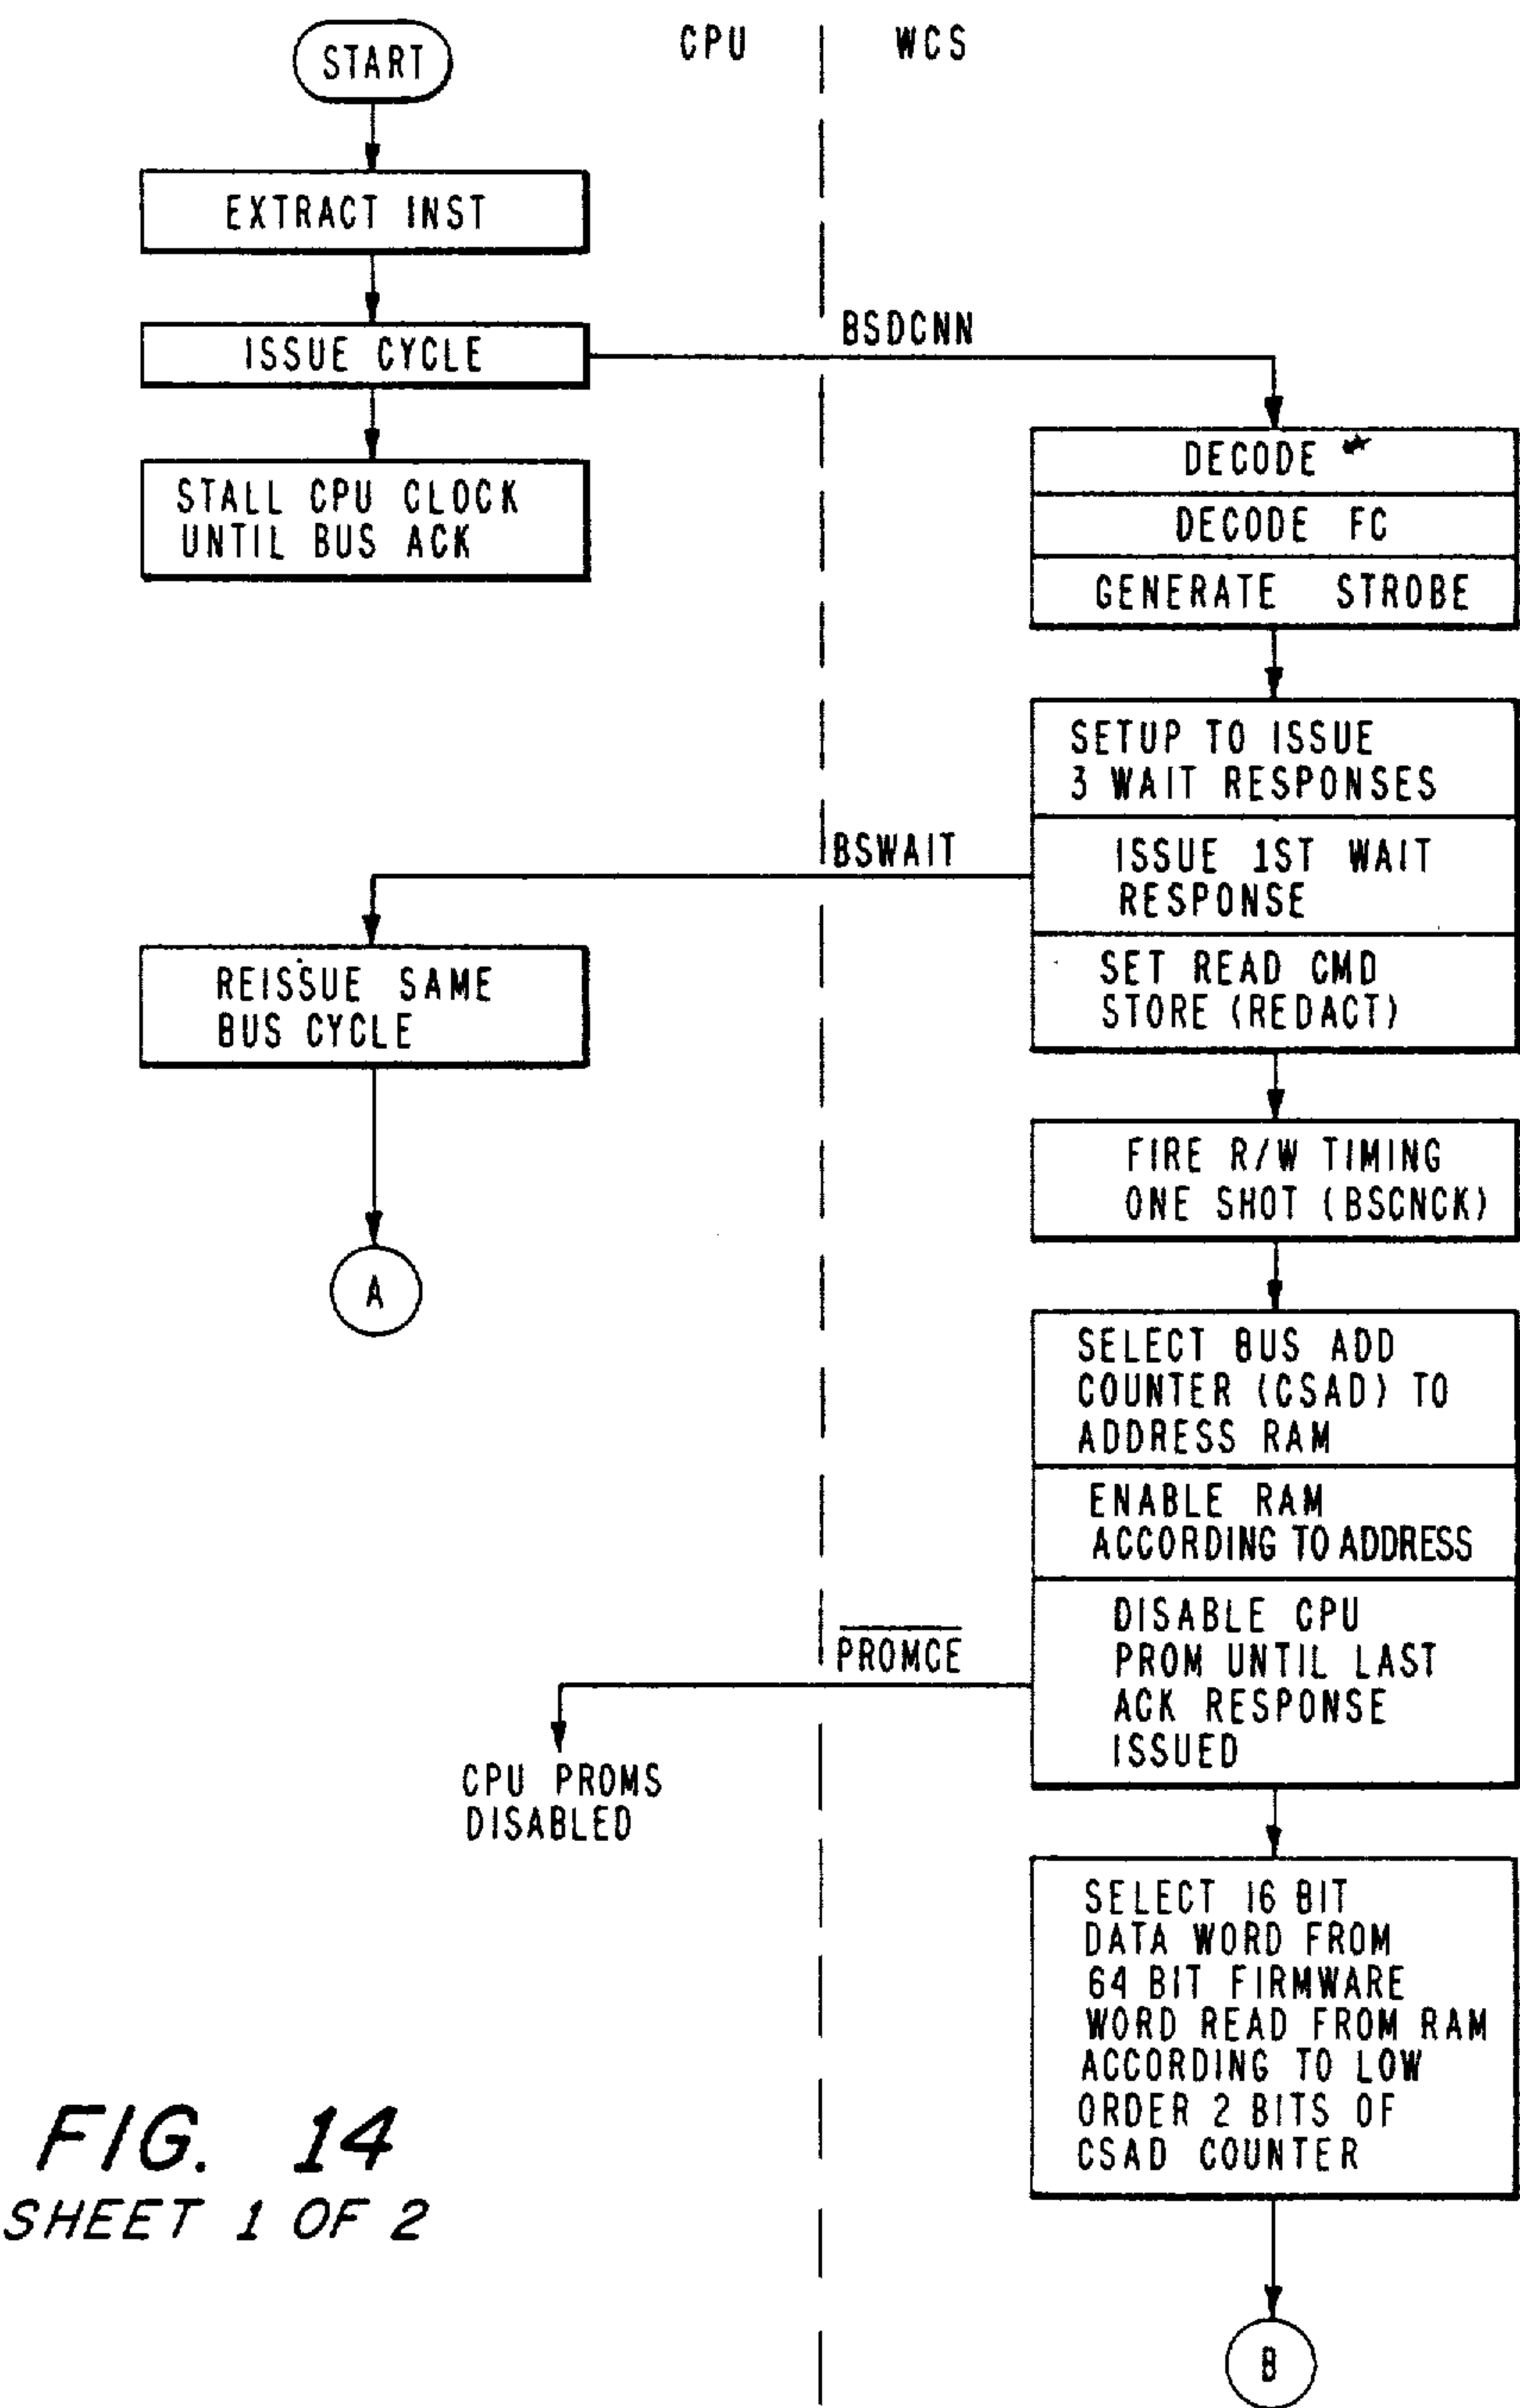 START
CPU
WCS
EXTRACT INST
ISSUE CYCLE
BSDCNN
STALL CPU CLOCK
UNTIL BUS ACK
DECODE
DECODE FC
GENERATE STROBE
SETUP TO ISSUE
3 WAIT RESPONSES
BSWAIT
ISSUE 1ST WAIT
RESPONSE
SET READ CMD
STORE (REDACT)
REISSUE SAME
BUS CYCLE
FIRE R/W TIMING
ONE SHOT (BSCNCK)
A
SELECT BUS ADD
COUNTER (CSAD) TO
ADDRESS RAM
ENABLE RAM
ACCORDING TO ADDRESS
DISABLE CPU
PROM UNTIL LAST
ACK RESPONSE
ISSUED
PROMCE
CPU PROMS
DISABLED
SELECT 16 BIT
DATA WORD FROM
64 BIT FIRMWARE
WORD READ FROM RAM
ACCORDING TO LOW
ORDER 2 BITS OF
CSAD COUNTER
B
FIG. 14
SHEET 1 OF 2